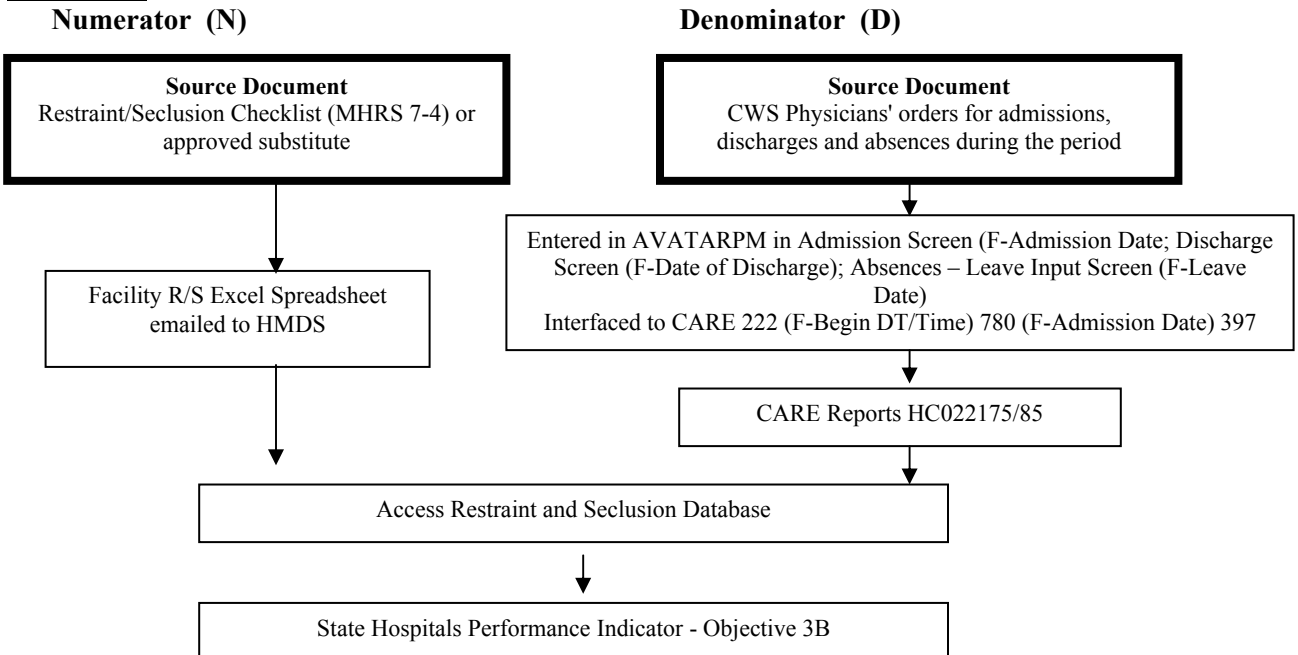 Numerator (N)
Denominator (D)
Source Document
Restraint/Seclusion Checklist (MHRS 7-4) or
approved substitute
Source Document
CWS Physicians' orders for admissions,
discharges and absences during the period
Facility R/S Excel Spreadsheet
emailed to HMDS
Entered in AVATARPM in Admission Screen (F-Admission Date; Discharge
Screen (F-Date of Discharge); Absences – Leave Input Screen (F-Leave
Date)
Interfaced to CARE 222 (F-Begin DT/Time) 780 (F-Admission Date) 397
CARE Reports HC022175/85
Access Restraint and Seclusion Database
State Hospitals Performance Indicator - Objective 3B